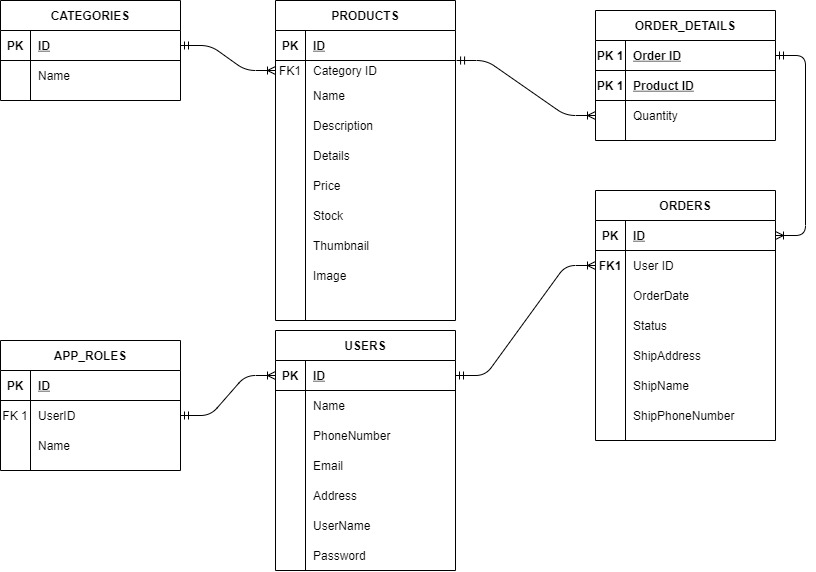 CATEGORIES
PK ID
Name
PRODUCTS
PK ID
FK1 Category ID
Name
Description
Details
Price
Stock
Thumbnail
Image
ORDER_DETAILS
PK 1 Order ID
PK 1 Product ID
Quantity
ORDERS
PK ID
FK1 User ID
OrderDate
Status
ShipAddress
ShipName
ShipPhoneNumber
APP_ROLES
PK ID
FK 1 UserID
Name
USERS
PK ID
Name
PhoneNumber
Email
Address
UserName
Password